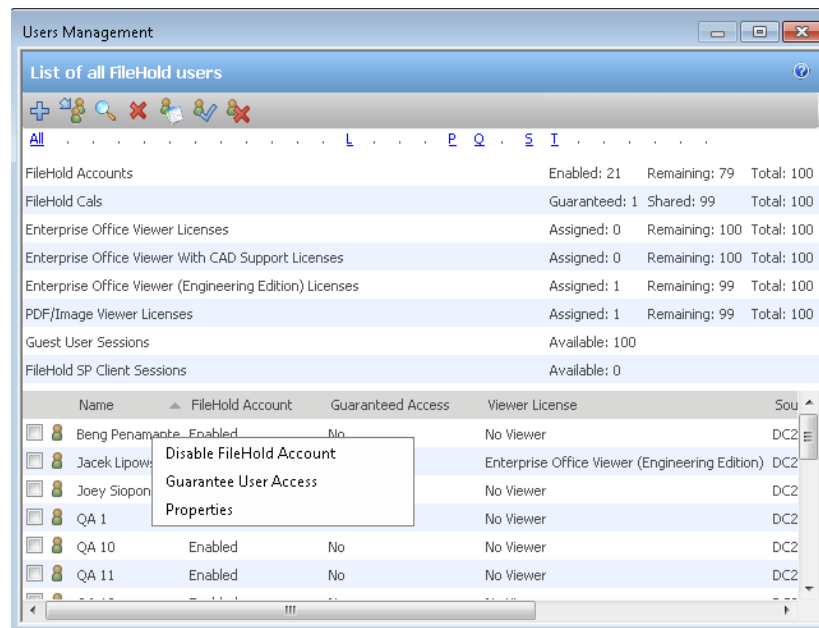 Users Management
List of all FileHold users
All . . . . . . . . . . . L . . . P Q . S T . . . . . .
FileHold Accounts Enabled: 21 Remaining: 79 Total: 100
FileHold Cals Guaranteed: 1 Shared: 99 Total: 100
Enterprise Office Viewer Licenses Assigned: 0 Remaining: 100 Total: 100
Enterprise Office Viewer With CAD Support Licenses Assigned: 0 Remaining: 100 Total: 100
Enterprise Office Viewer (Engineering Edition) Licenses Assigned: 1 Remaining: 99 Total: 100
PDF/Image Viewer Licenses Assigned: 1 Remaining: 99 Total: 100
Guest User Sessions Available: 100
FileHold SP Client Sessions Available: 0
Name FileHold Account Guaranteed Access Viewer License Sou
Beng Penamante Enabled No No Viewer DC2
Disable FileHold Account
Jacek Lipows Enterprise Office Viewer (Engineering Edition) DC2
Guarantee User Access
Joey Siopon No Viewer DC2
Properties
QA 1 No Viewer DC2
QA 10 Enabled No No Viewer DC2
QA 11 Enabled No No Viewer DC2